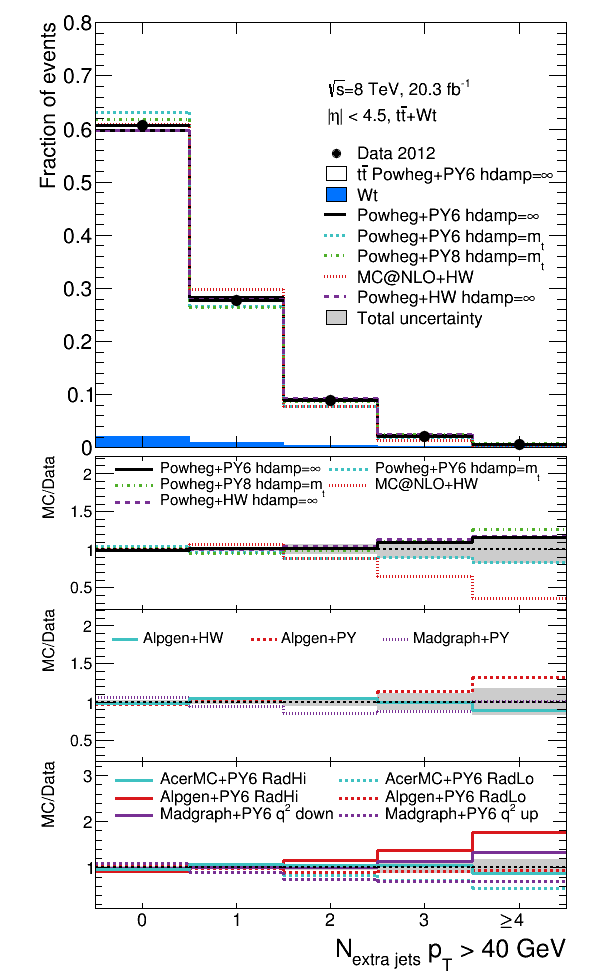 0.8
0.7
0.6
0.5
0.4
0.3
0.2
0.1
0
Fraction of events
√s=8 TeV, 20.3 fb⁻¹
|η| < 4.5, tt̄+Wt
Data 2012
tt̄ Powheg+PY6 hdamp=∞
Wt
Powheg+PY6 hdamp=∞
Powheg+PY6 hdamp=m_t
Powheg+PY8 hdamp=m_t
MC@NLO+HW
Powheg+HW hdamp=∞
Total uncertainty
MC/Data
2
1.5
1
0.5
Powheg+PY6 hdamp=∞ Powheg+PY6 hdamp=m_t
Powheg+PY8 hdamp=m_t MC@NLO+HW
Powheg+HW hdamp=∞
MC/Data
2
1.5
1
0.5
Alpgen+HW Alpgen+PY Madgraph+PY
MC/Data
3
2
1
AcerMC+PY6 RadHi AcerMC+PY6 RadLo
Alpgen+PY6 RadHi Alpgen+PY6 RadLo
Madgraph+PY6 q² down Madgraph+PY6 q² up
0 1 2 3 ≥4
N_extra jets p_T > 40 GeV